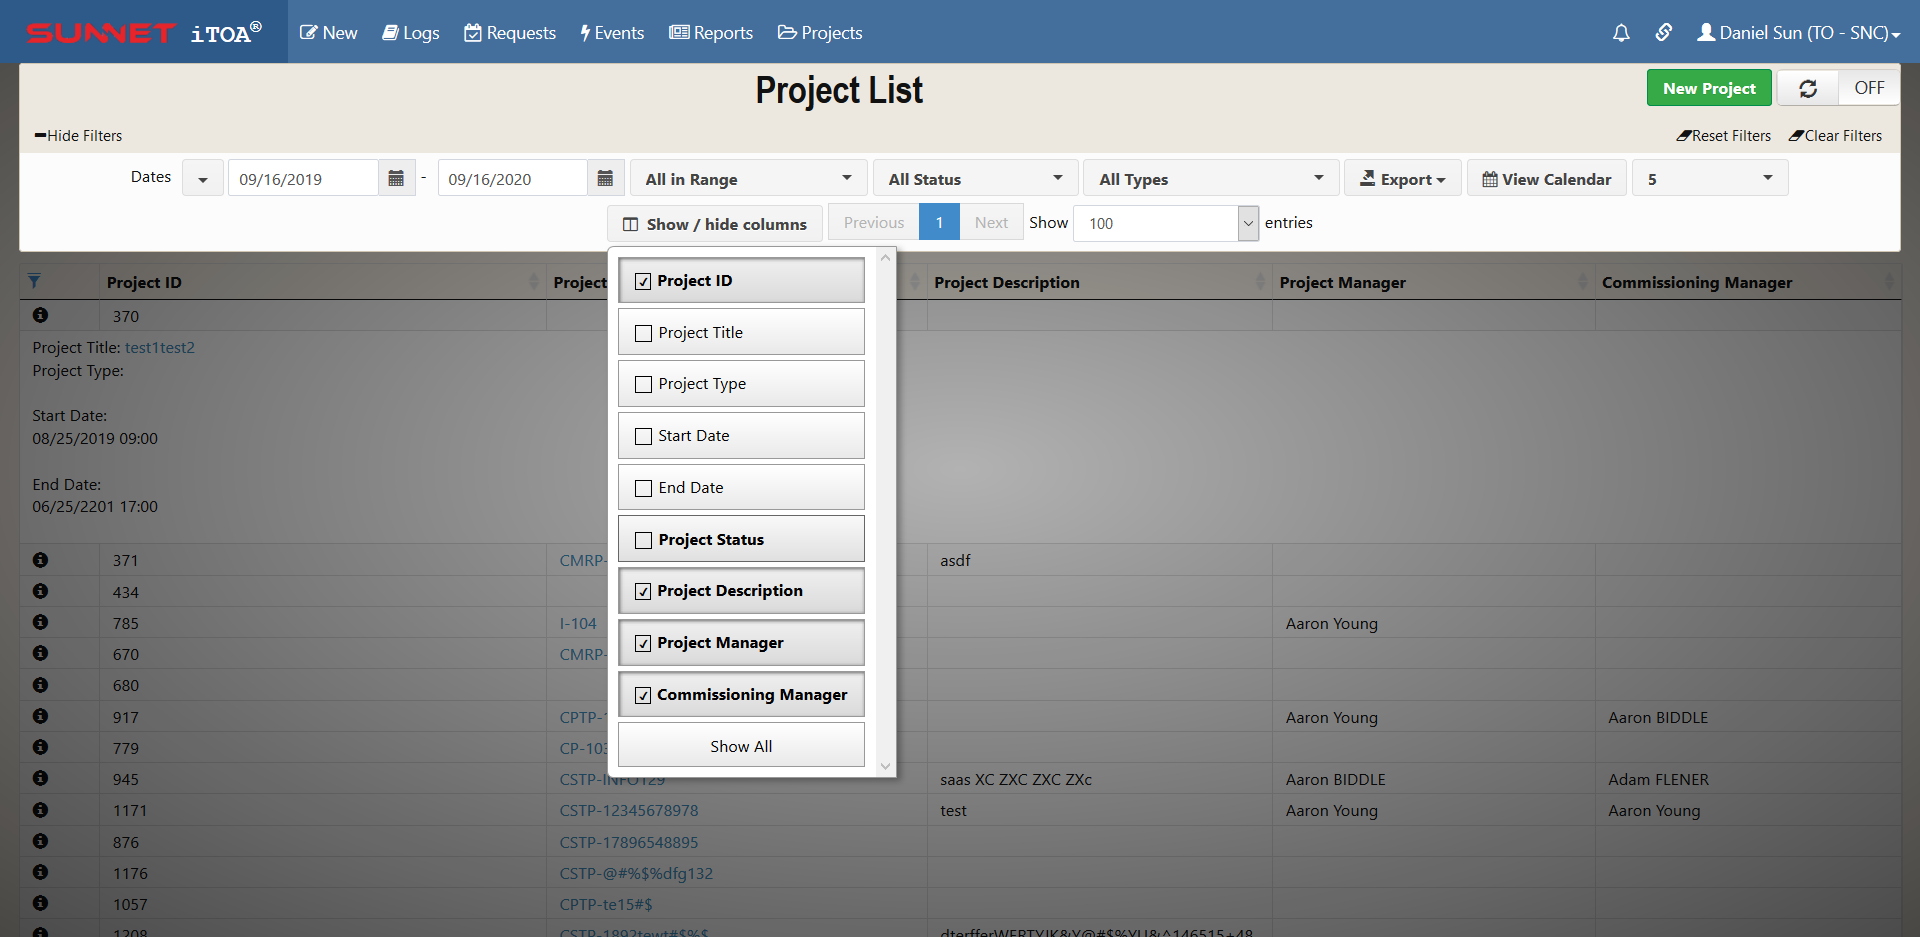 SUNNET iTOA®
New
Logs
Requests
Events
Reports
Projects
Daniel Sun (TO - SNC)
Project List
New Project
OFF
Hide Filters
Reset Filters
Clear Filters
Dates
09/16/2019
-
09/16/2020
All in Range
All Status
All Types
Export
View Calendar
5
Show / hide columns
Previous
1
Next
Show
100
entries
Project ID
Project Title
Project Type
Start Date
End Date
Project Status
Project Description
Project Manager
Commissioning Manager
Show All
Project ID
Project
Project Description
Project Manager
Commissioning Manager
370
Project Title: test1test2
Project Type:
Start Date:
08/25/2019 09:00
End Date:
06/25/2201 17:00
371 CMRP- asdf
434
785 I-104 Aaron Young
670 CMRP-
680
917 CPTP- Aaron Young Aaron BIDDLE
779 CP-103
945 CSTP-INFO129 saas XC ZXC ZXC ZXc Aaron BIDDLE Adam FLENER
1171 CSTP-12345678978 test Aaron Young Aaron Young
876 CSTP-17896548895
1176 CSTP-@#%$%dfg132
1057 CPTP-te15#$
1208 CSTP-1892tewt#$%$